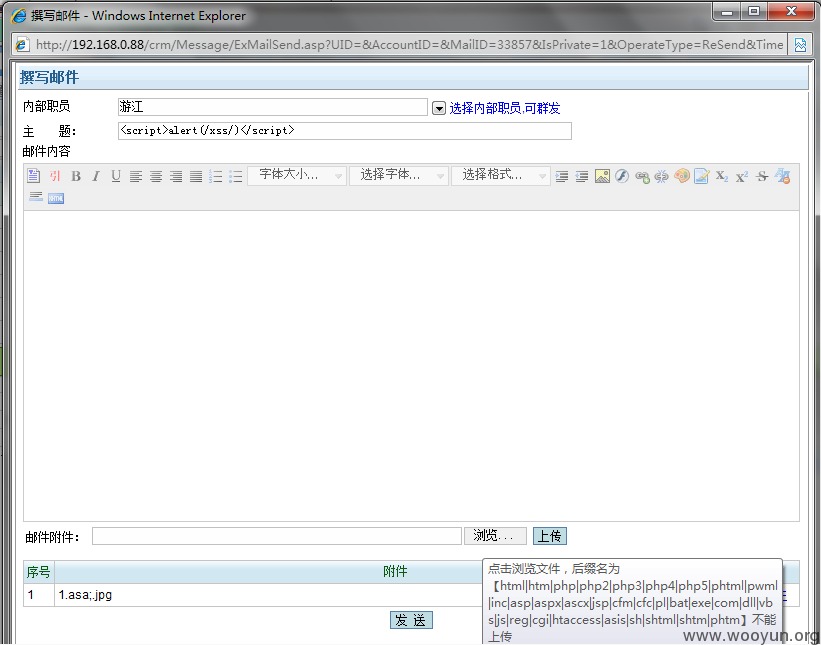 撰写邮件 - Windows Internet Explorer
http://192.168.0.88/crm/Message/ExMailSend.asp?UID=&AccountID=&MailID=33857&IsPrivate=1&OperateType=ReSend&Time
撰写邮件
内部职员 游江 选择内部职员,可群发
主 题: <script>alert(/xss/)</script>
邮件内容
B I U 字体大小... 选择字体... 选择格式...
邮件附件: 浏览... 上传
序号 附件
1 1.asa;.jpg
点击浏览文件，后缀名为
【html|htm|php|php2|php3|php4|php5|phtml|pwml
|inc|asp|aspx|ascx|jsp|cfm|cfc|pl|bat|exe|com|dll|vb
s|js|reg|cgi|htaccess|asis|sh|shtml|shtm|phtm】不能
上传
发 送
www.wooyun.org